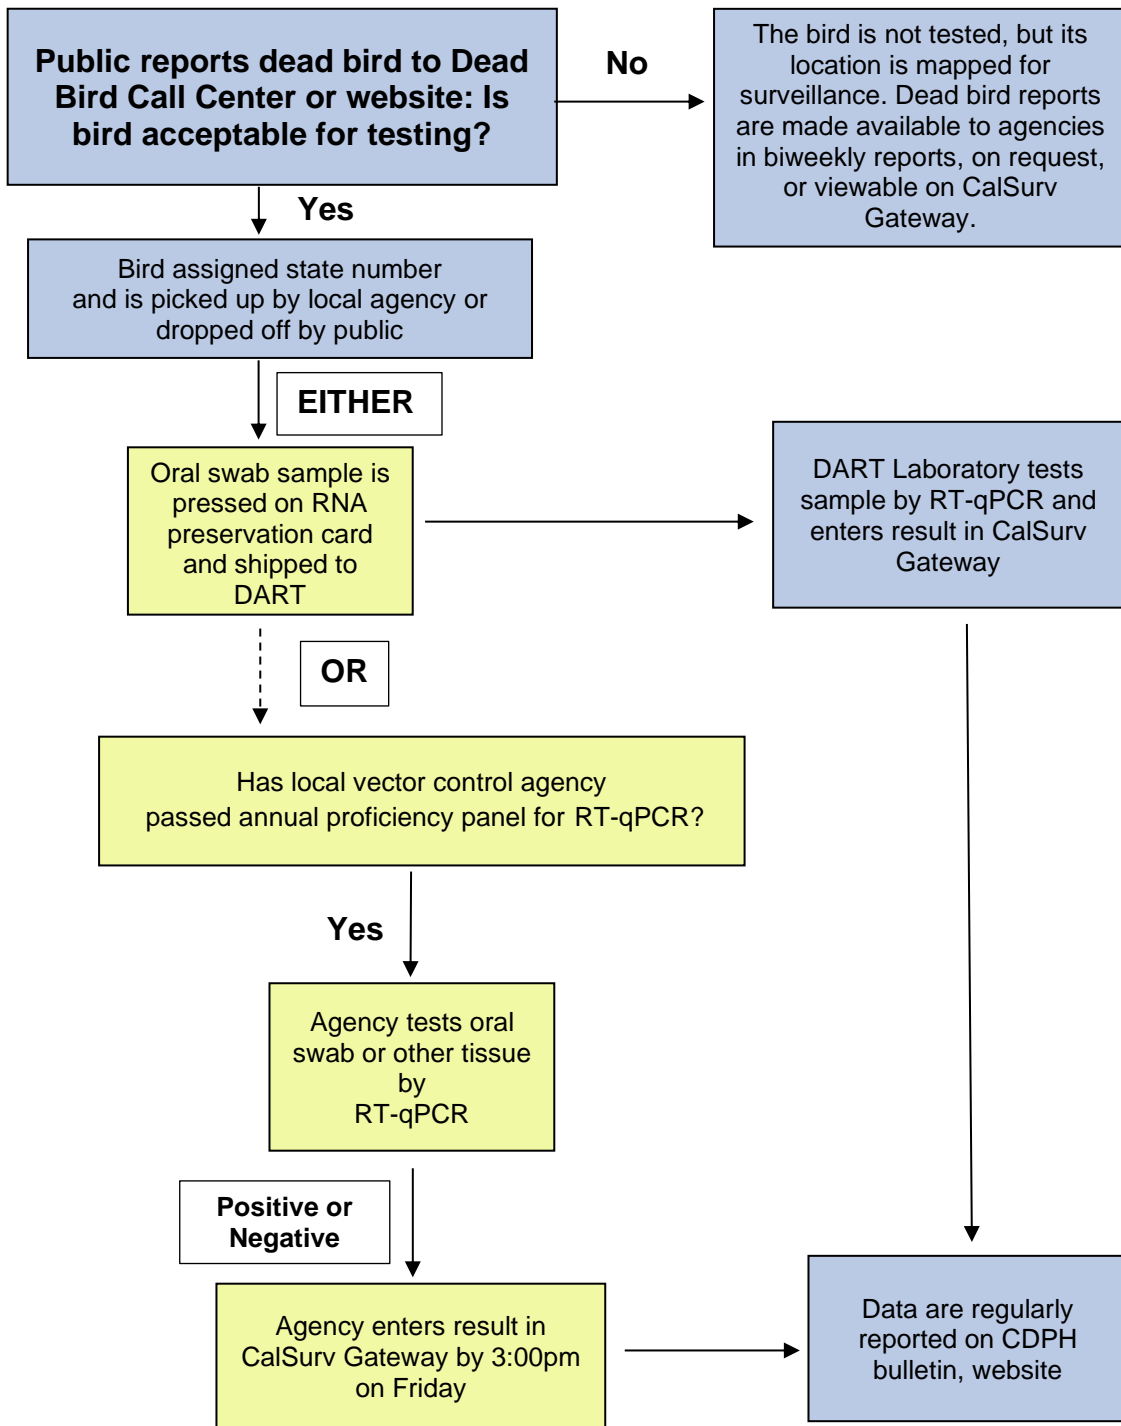 Public reports dead bird to Dead
Bird Call Center or website: Is
bird acceptable for testing?
No
The bird is not tested, but its
location is mapped for
surveillance. Dead bird reports
are made available to agencies
in biweekly reports, on request,
or viewable on CalSurv
Gateway.
Yes
Bird assigned state number
and is picked up by local agency or
dropped off by public
EITHER
Oral swab sample is
pressed on RNA
preservation card
and shipped to
DART
DART Laboratory tests
sample by RT-qPCR and
enters result in CalSurv
Gateway
OR
Has local vector control agency
passed annual proficiency panel for RT-qPCR?
Yes
Agency tests oral
swab or other tissue
by
RT-qPCR
Positive or
Negative
Agency enters result in
CalSurv Gateway by 3:00pm
on Friday
Data are regularly
reported on CDPH
bulletin, website